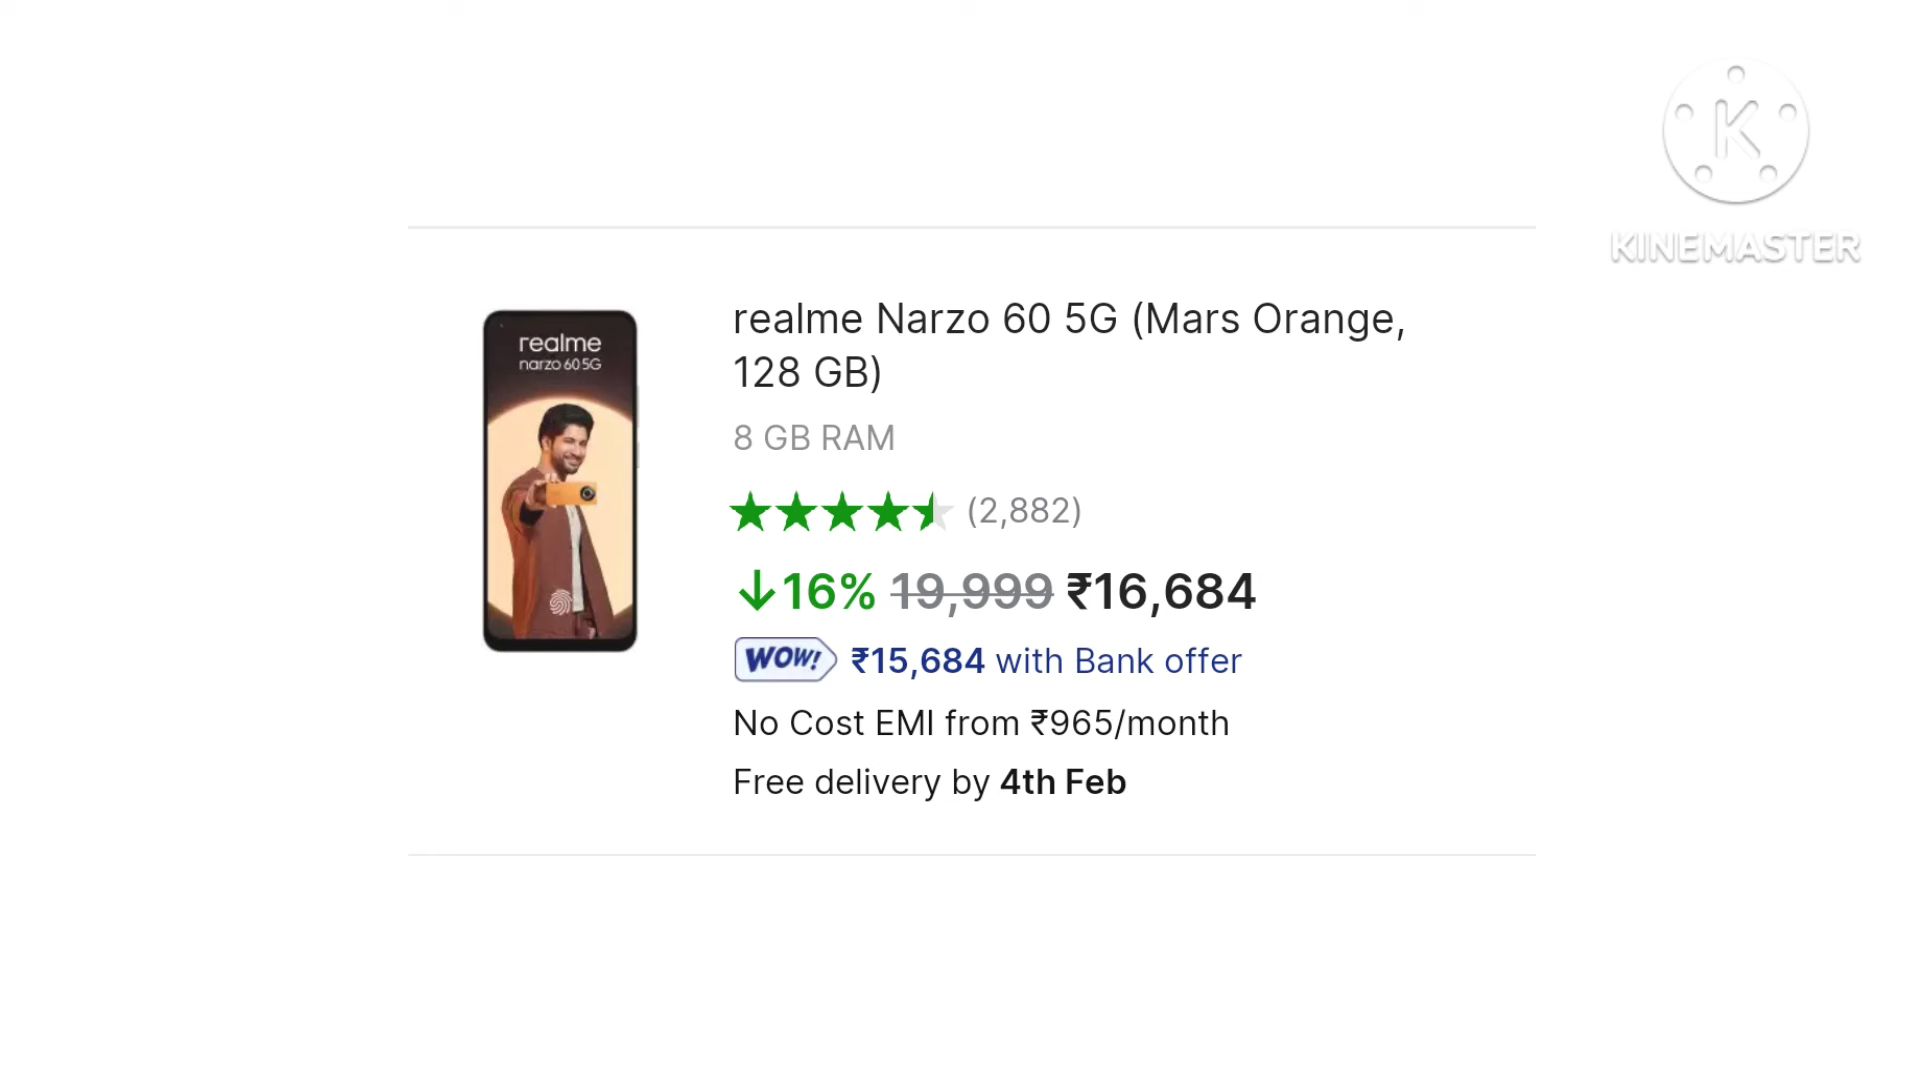 KINEMASTER
realme
narzo 60 5G
realme Narzo 60 5G (Mars Orange,
128 GB)
8 GB RAM
(2,882)
↓16% 19,999 ₹16,684
WOW! ₹15,684 with Bank offer
No Cost EMI from ₹965/month
Free delivery by 4th Feb